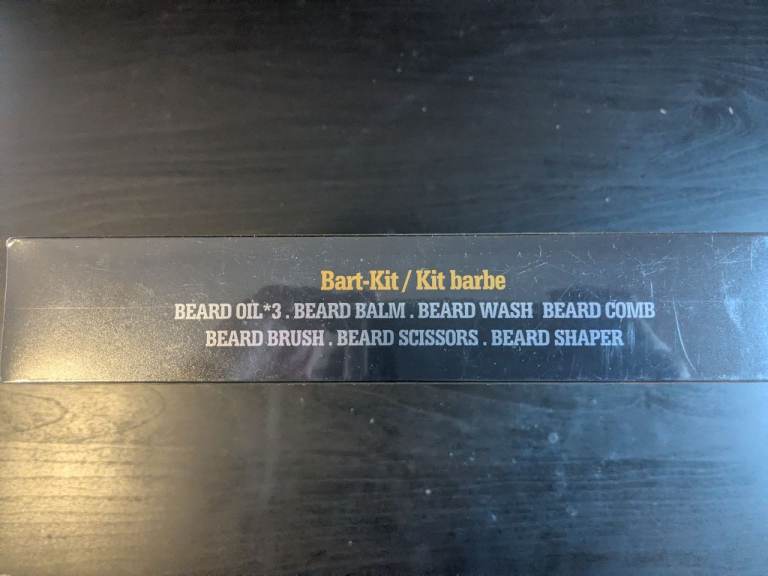 Bart-Kit / Kit barbe
BEARD OIL*3 . BEARD BALM . BEARD WASH BEARD COMB
BEARD BRUSH . BEARD SCISSORS . BEARD SHAPER